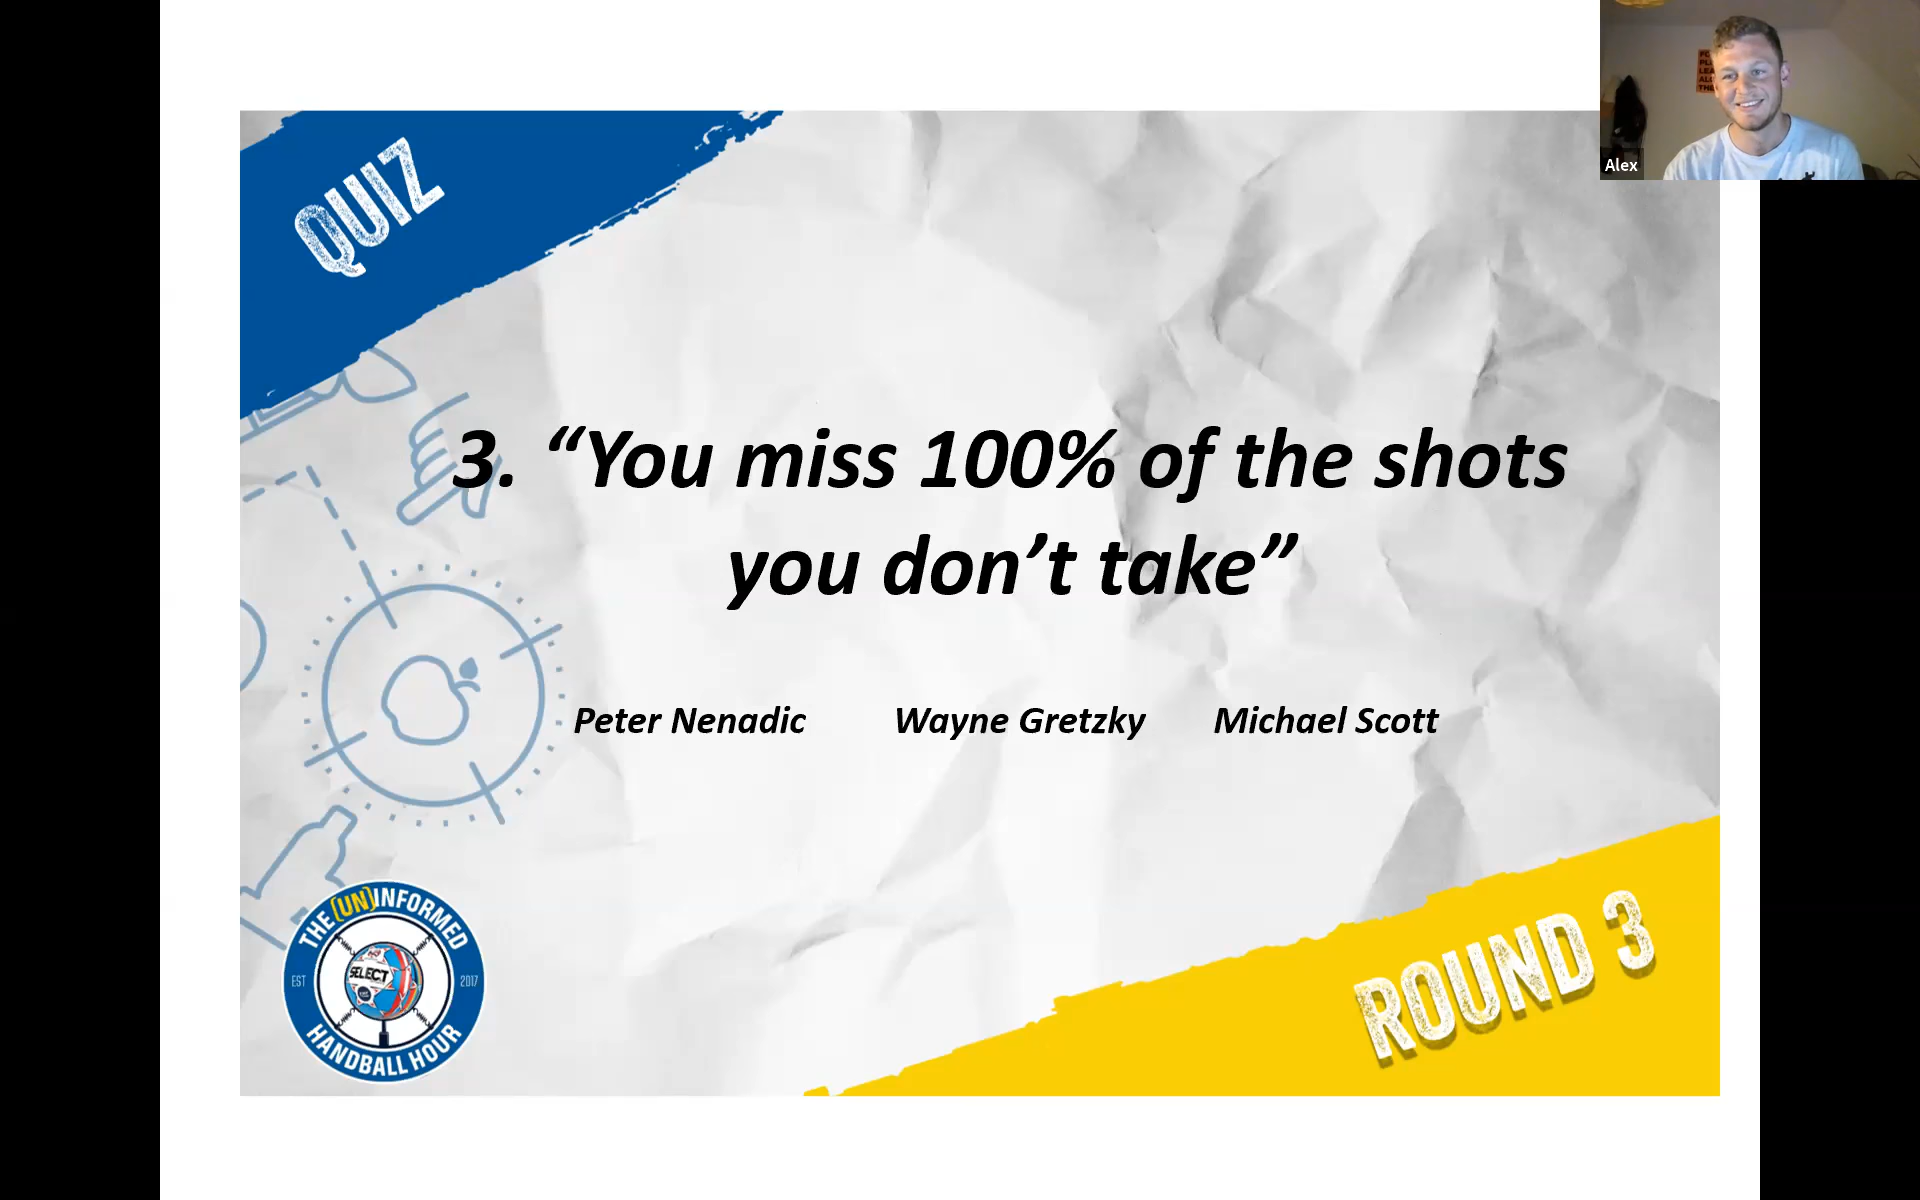 QUIZ
Alex
3. “You miss 100% of the shots
you don’t take”
Peter Nenadic Wayne Gretzky Michael Scott
THE (UN)INFORMED
SELECT
EST 2017
HANDBALL HOUR
ROUND 3